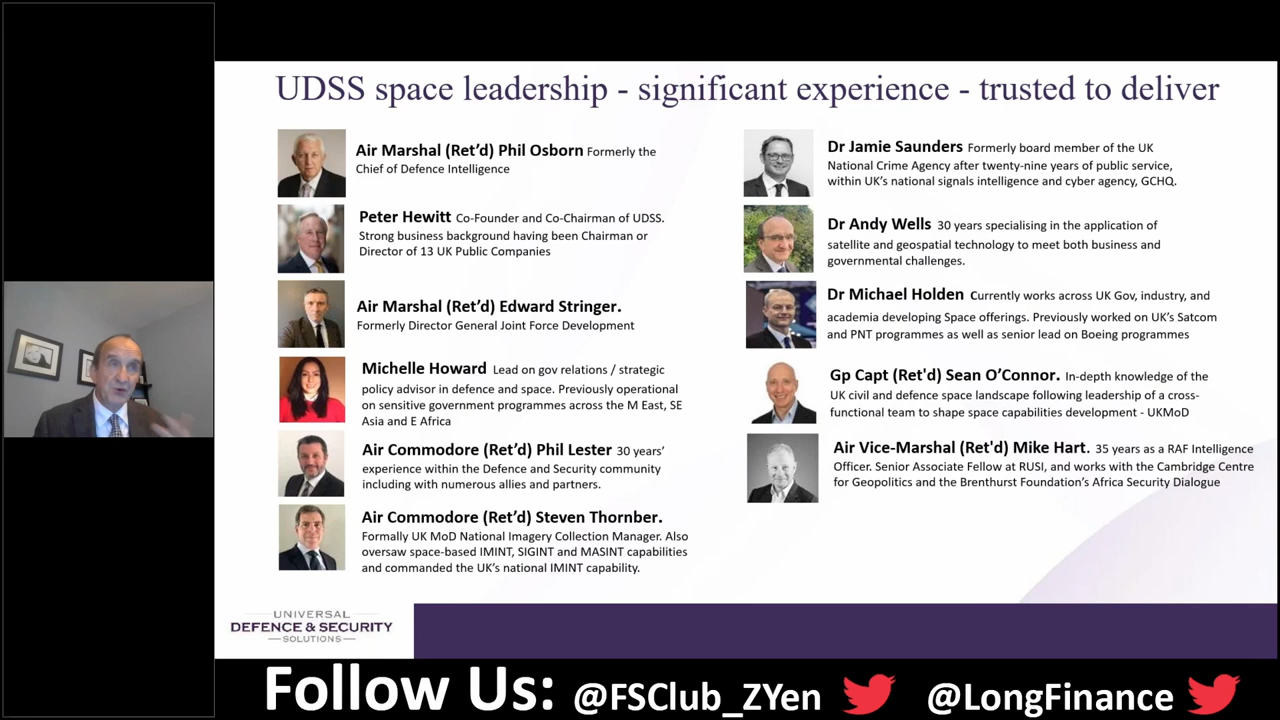 UDSS space leadership - significant experience - trusted to deliver
Air Marshal (Ret'd) Phil Osborn Formerly the
Chief of Defence Intelligence
Peter Hewitt Co-Founder and Co-Chairman of UDSS.
Strong business background having been Chairman or
Director of 13 UK Public Companies
Air Marshal (Ret'd) Edward Stringer.
Formerly Director General Joint Force Development
Michelle Howard Lead on gov relations / strategic
policy advisor in defence and space. Previously operational
on sensitive government programmes across the M East, SE
Asia and E Africa
Air Commodore (Ret'd) Phil Lester 30 years'
experience within the Defence and Security community
including with numerous allies and partners.
Air Commodore (Ret'd) Steven Thornber.
Formally UK MoD National Imagery Collection Manager. Also
oversaw space-based IMINT, SIGINT and MASINT capabilities
and commanded the UK's national IMINT capability.
Dr Jamie Saunders Formerly board member of the UK
National Crime Agency after twenty-nine years of public service,
within UK's national signals intelligence and cyber agency, GCHQ.
Dr Andy Wells 30 years specialising in the application of
satellite and geospatial technology to meet both business and
governmental challenges.
Dr Michael Holden Currently works across UK Gov, industry, and
academia developing Space offerings. Previously worked on UK's Satcom
and PNT programmes as well as senior lead on Boeing programmes
Gp Capt (Ret'd) Sean O'Connor. In-depth knowledge of the
UK civil and defence space landscape following leadership of a cross-
functional team to shape space capabilities development - UKMoD
Air Vice-Marshal (Ret'd) Mike Hart. 35 years as a RAF Intelligence
Officer. Senior Associate Fellow at RUSI, and works with the Cambridge Centre
for Geopolitics and the Brenthurst Foundation's Africa Security Dialogue
UNIVERSAL
DEFENCE & SECURITY
SOLUTIONS
Follow Us: @FSClub_ZYen @LongFinance